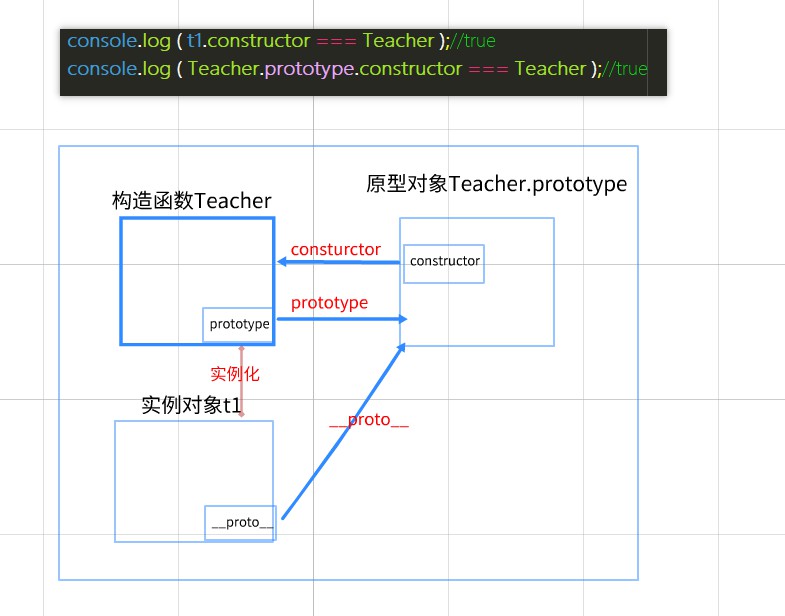 console.log ( t1.constructor === Teacher );//true
console.log ( Teacher.prototype.constructor === Teacher );//true
原型对象Teacher.prototype
构造函数Teacher
consturctor
constructor
prototype
prototype
实例化
实例对象t1
__proto__
__proto__